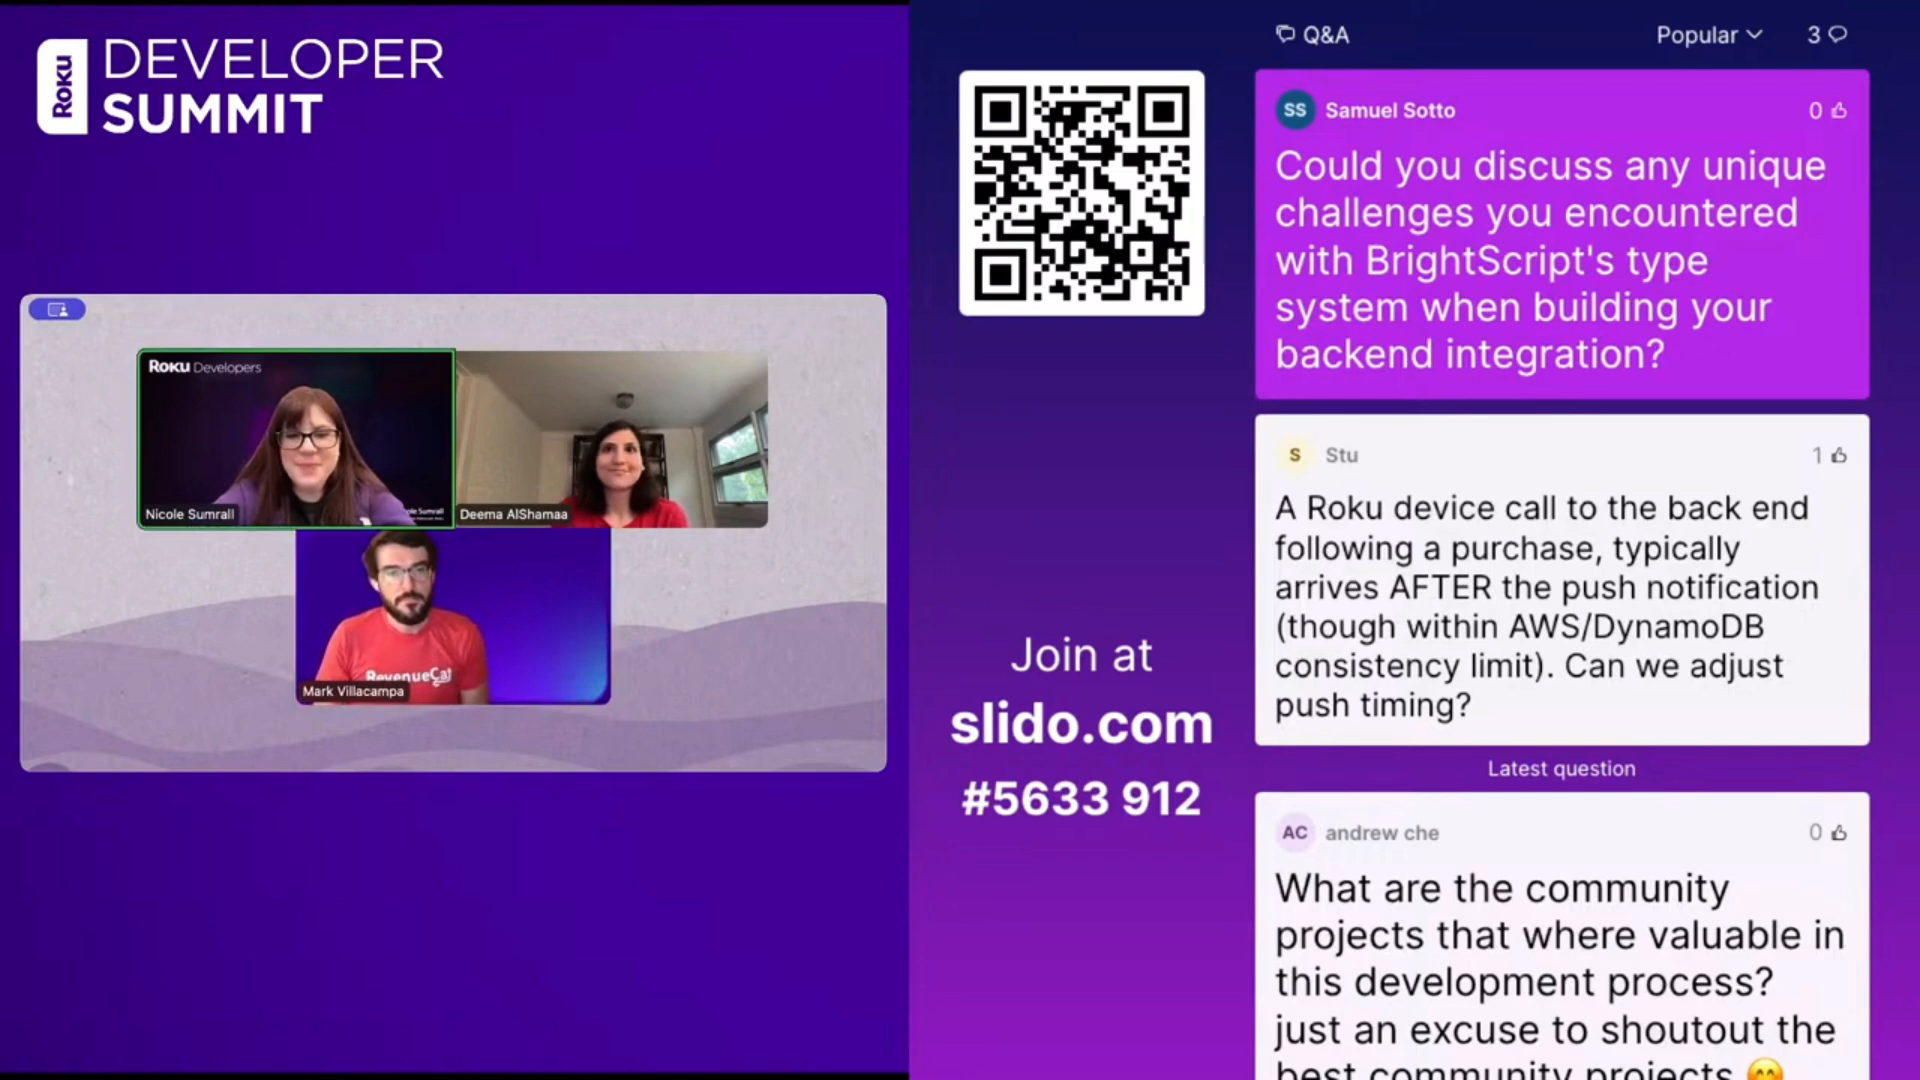 Roku
DEVELOPER
SUMMIT
Roku Developers
Nicole Sumrall
Deema AlShamaa
RevenueCat
Mark Villacampa
Join at
slido.com
#5633 912
Q&A
Popular
3
SS
Samuel Sotto
0
Could you discuss any unique
challenges you encountered
with BrightScript's type
system when building your
backend integration?
S
Stu
1
A Roku device call to the back end
following a purchase, typically
arrives AFTER the push notification
(though within AWS/DynamoDB
consistency limit). Can we adjust
push timing?
Latest question
AC
andrew che
0
What are the community
projects that where valuable in
this development process?
just an excuse to shoutout the
best community projects 😊